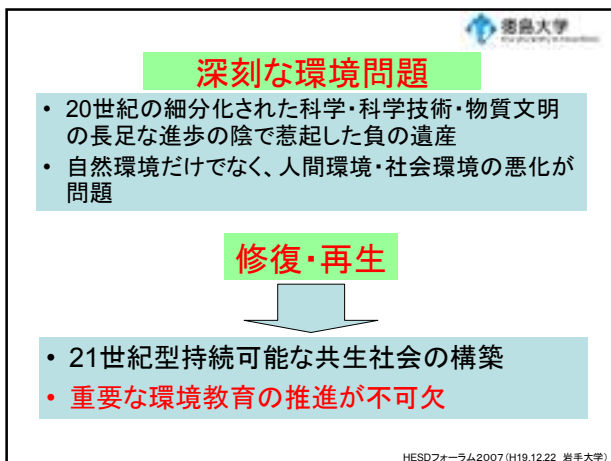 徳島大学
深刻な環境問題
• 20世紀の細分化された科学・科学技術・物質文明
の長足な進歩の陰で惹起した負の遺産
• 自然環境だけでなく、人間環境・社会環境の悪化が
問題
修復・再生
• 21世紀型持続可能な共生社会の構築
• 重要な環境教育の推進が不可欠
HESDフォーラム2007(H19.12.22 岩手大学)